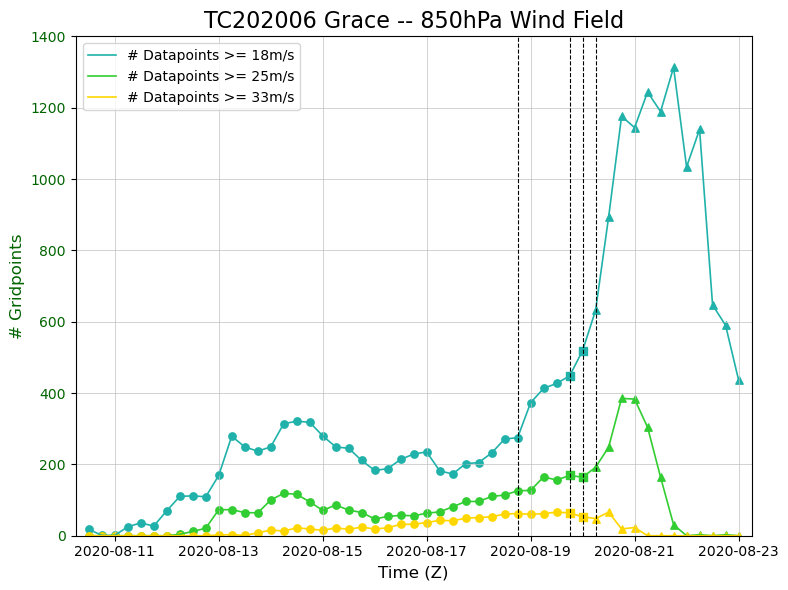 TC202006 Grace -- 850hPa Wind Field
# Datapoints >= 18m/s
# Datapoints >= 25m/s
# Datapoints >= 33m/s
# Gridpoints
1400
1200
1000
800
600
400
200
0
2020-08-11 2020-08-13 2020-08-15 2020-08-17 2020-08-19 2020-08-21 2020-08-23
Time (Z)